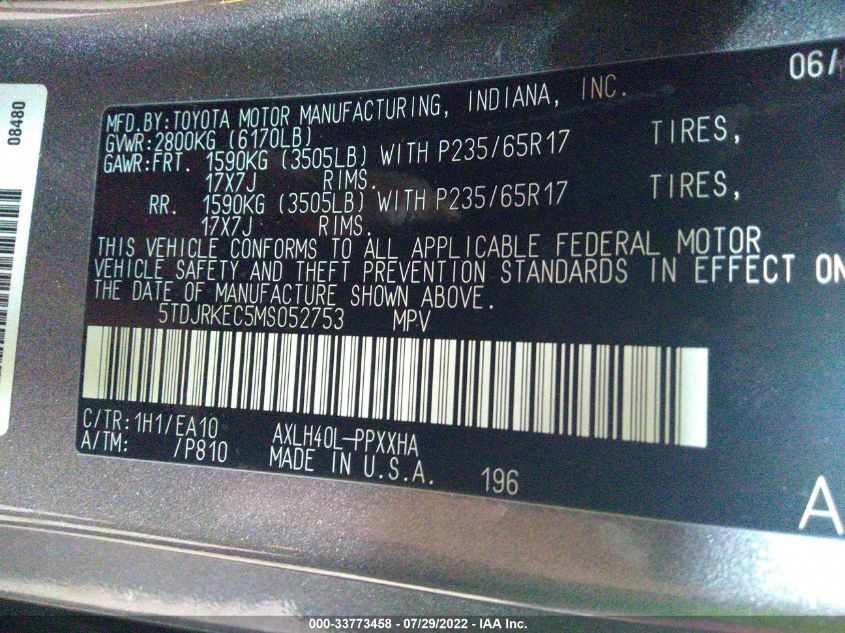 08480
06/
MFD.BY:TOYOTA MOTOR MANUFACTURING, INDIANA, INC.
GVWR:2800KG (6170LB)
GAWR:FRT. 1590KG (3505LB) WITH P235/65R17 TIRES,
17X7J RIMS.
RR. 1590KG (3505LB) WITH P235/65R17 TIRES,
17X7J RIMS.
THIS VEHICLE CONFORMS TO ALL APPLICABLE FEDERAL MOTOR
VEHICLE SAFETY AND THEFT PREVENTION STANDARDS IN EFFECT ON
THE DATE OF MANUFACTURE SHOWN ABOVE.
5TDJRKEC5MS052753 MPV
C/TR:1H1/EA10 AXLH40L-PPXXHA
A/TM: /P810 MADE IN U.S.A. 196
A
000-33773458 - 07/29/2022 - IAA Inc.